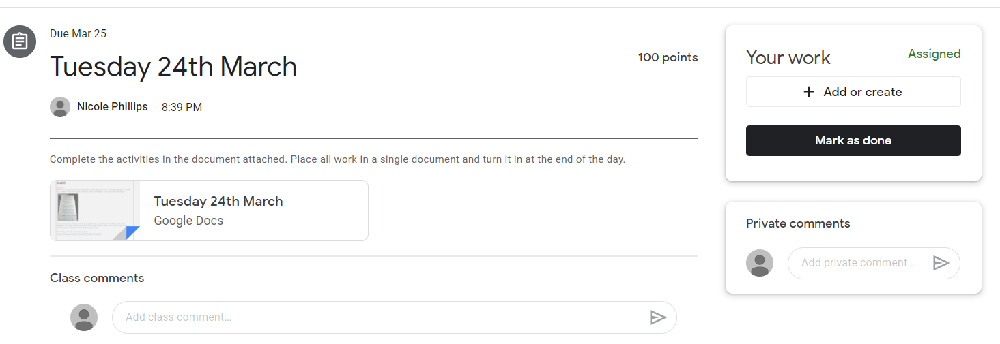 Due Mar 25
Tuesday 24th March
100 points
Nicole Phillips 8:39 PM
Complete the activities in the document attached. Place all work in a single document and turn it in at the end of the day.
Tuesday 24th March
Google Docs
Class comments
Add class comment...
Your work
Assigned
+ Add or create
Mark as done
Private comments
Add private comment...